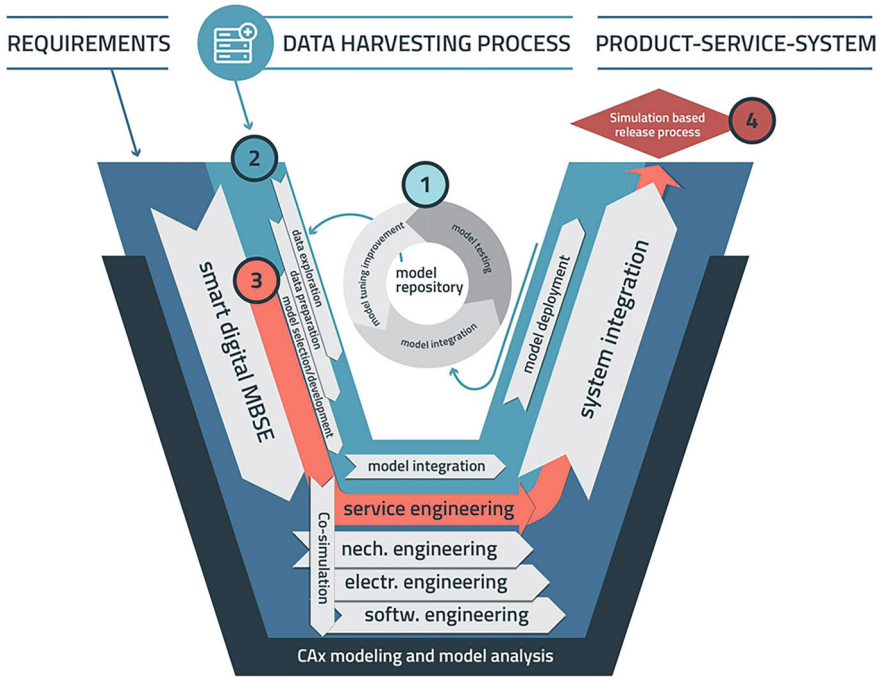 REQUIREMENTS
DATA HARVESTING PROCESS
PRODUCT-SERVICE-SYSTEM
Simulation based
release process
4
2
1
3
data exploration
data preparation
model selection/development
smart digital MBSE
model tuning improvement
model testing
model integration
model
repository
model deployment
system integration
model integration
service engineering
Co-simulation
nech. engineering
electr. engineering
softw. engineering
CAx modeling and model analysis